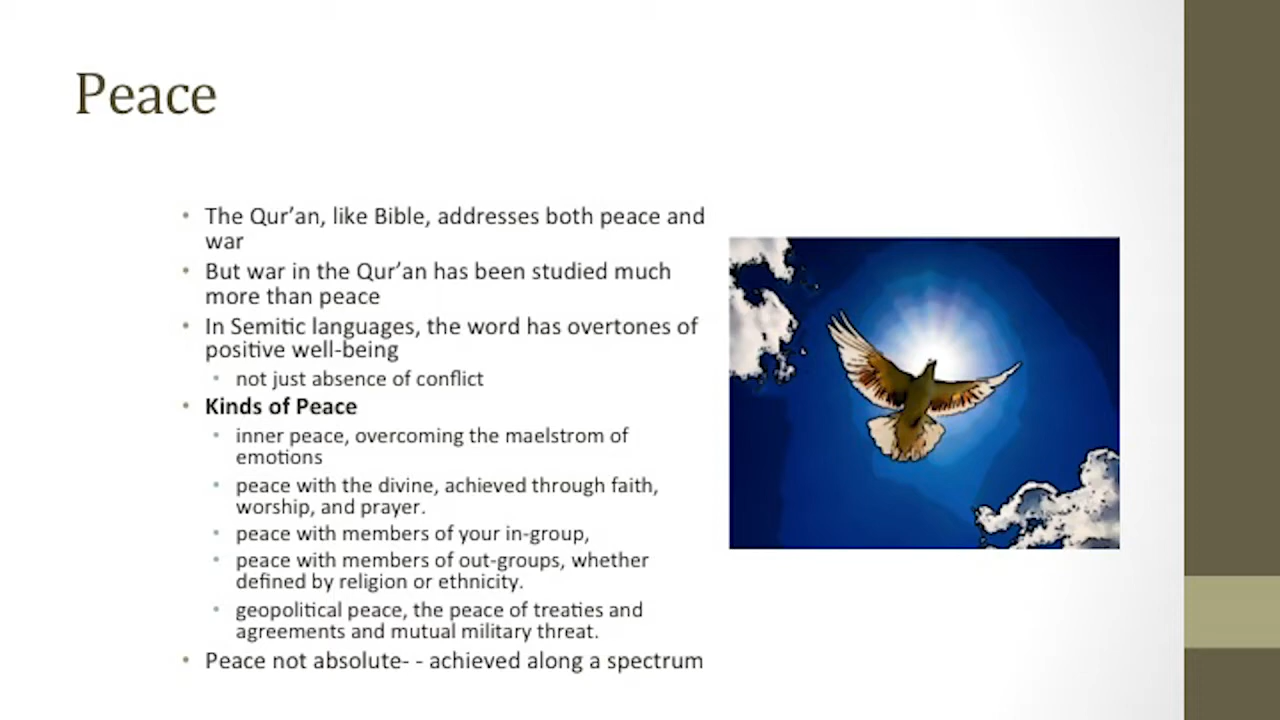 Peace
• The Qur’an, like Bible, addresses both peace and
war
• But war in the Qur’an has been studied much
more than peace
• In Semitic languages, the word has overtones of
positive well-being
• not just absence of conflict
• Kinds of Peace
• inner peace, overcoming the maelstrom of
emotions
• peace with the divine, achieved through faith,
worship, and prayer.
• peace with members of your in-group,
• peace with members of out-groups, whether
defined by religion or ethnicity.
• geopolitical peace, the peace of treaties and
agreements and mutual military threat.
• Peace not absolute- - achieved along a spectrum